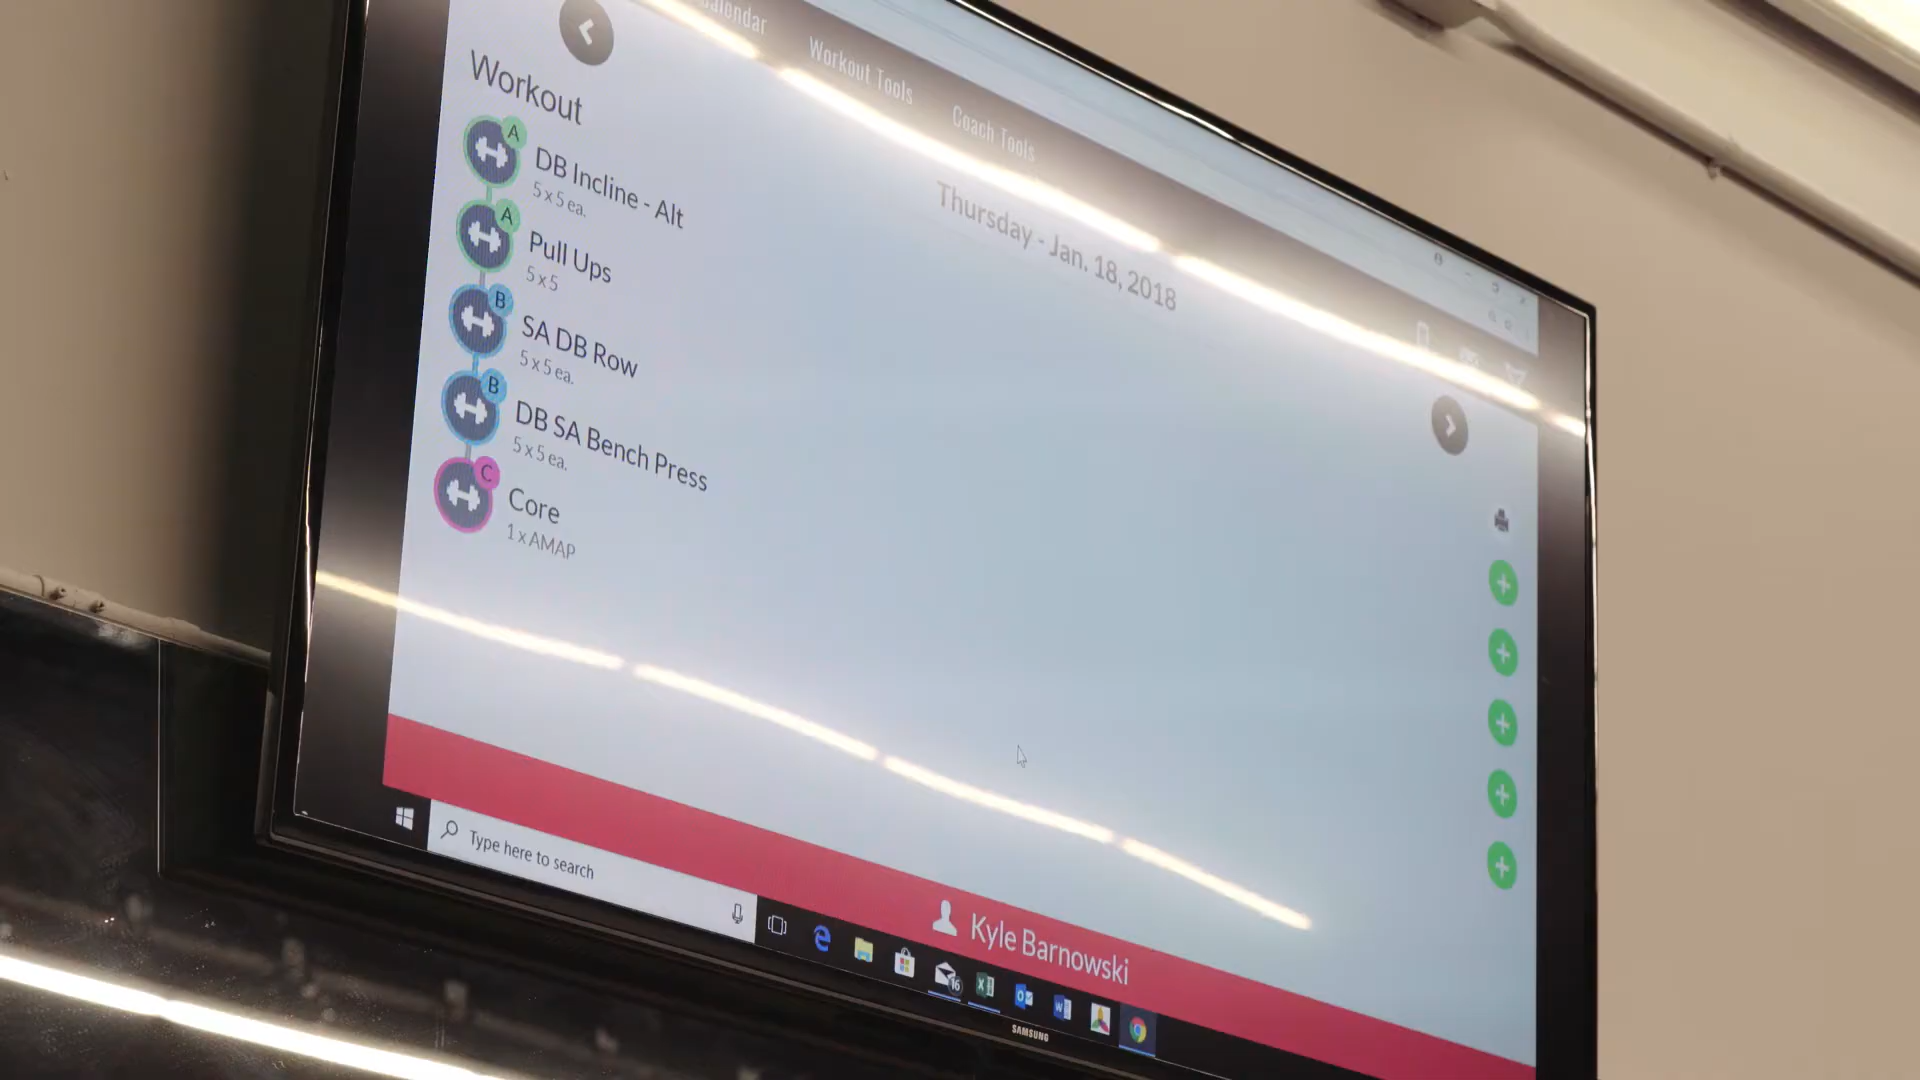 Calendar
Workout Tools
Coach Tools
Workout
Thursday - Jan. 18, 2018
A
DB Incline - Alt
5 x 5 ea.
A
Pull Ups
5 x 5
B
SA DB Row
5 x 5 ea.
B
DB SA Bench Press
5 x 5 ea.
C
Core
1 x AMAP
Kyle Barnowski
Type here to search
16
SAMSUNG